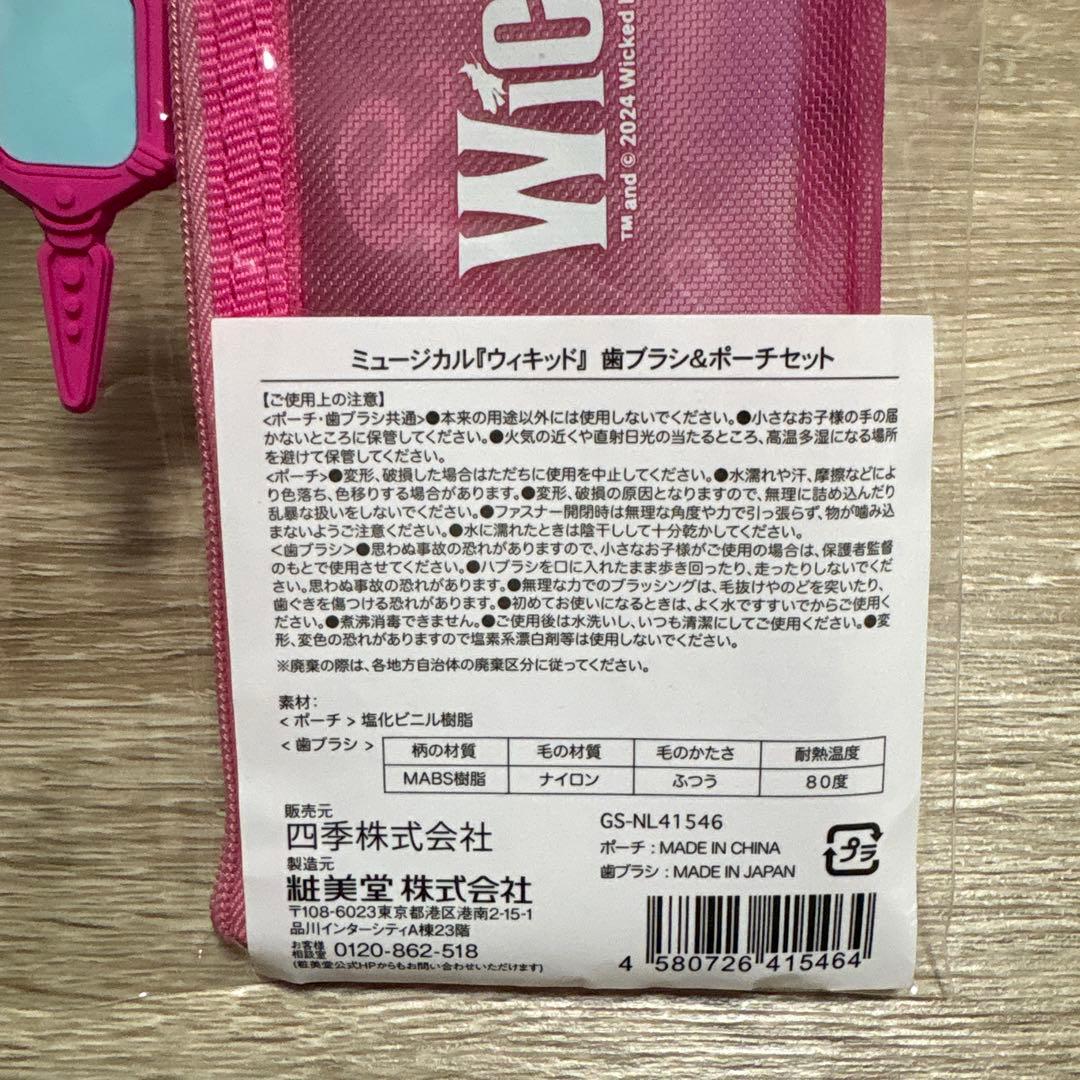 Wic
™ and © 2024 Wicked
ミュージカル『ウィキッド』 歯ブラシ&ポーチセット
【ご使用上の注意】
<ポーチ・歯ブラシ共通>●本来の用途以外には使用しないでください。●小さなお子様の手の届
かないところに保管してください。●火気の近くや直射日光の当たるところ、高温多湿になる場所
を避けて保管してください。
<ポーチ>●変形、破損した場合はただちに使用を中止してください。●水濡れや汗、摩擦などによ
り色落ち、色移りする場合があります。●変形、破損の原因となりますので、無理に詰め込んだり
乱暴な扱いをしないでください。●ファスナー開閉時は無理な角度や力で引っ張らず、物が噛み込
まないようご注意ください。●水に濡れたときは陰干しして十分乾かしてください。
<歯ブラシ>●思わぬ事故の恐れがありますので、小さなお子様がご使用の場合は、保護者監督
のもとで使用させてください。●ハブラシを口に入れたまま歩き回ったり、走ったりしないでくだ
さい。思わぬ事故の恐れがあります。●無理な力でのブラッシングは、毛抜けやのどを突いたり、
歯ぐきを傷つける恐れがあります。●初めてお使いになるときは、よく水ですすいでからご使用く
ださい。●煮沸消毒できません。●ご使用後は水洗いし、いつも清潔にしてご使用ください。●変
形、変色の恐れがありますので塩素系漂白剤等は使用しないでください。
※廃棄の際は、各地方自治体の廃棄区分に従ってください。
素材:
<ポーチ> 塩化ビニル樹脂
<歯ブラシ>
柄の材質 毛の材質 毛のかたさ 耐熱温度
MABS樹脂 ナイロン ふつう 80度
販売元
四季株式会社
製造元
粧美堂 株式会社
〒108-6023東京都港区港南2-15-1
品川インターシティA棟23階
お客様相談室 0120-862-518
(粧美堂公式HPからもお問い合わせいただけます)
GS-NL41546
ポーチ : MADE IN CHINA
歯ブラシ : MADE IN JAPAN
プラ
4 580726 415464